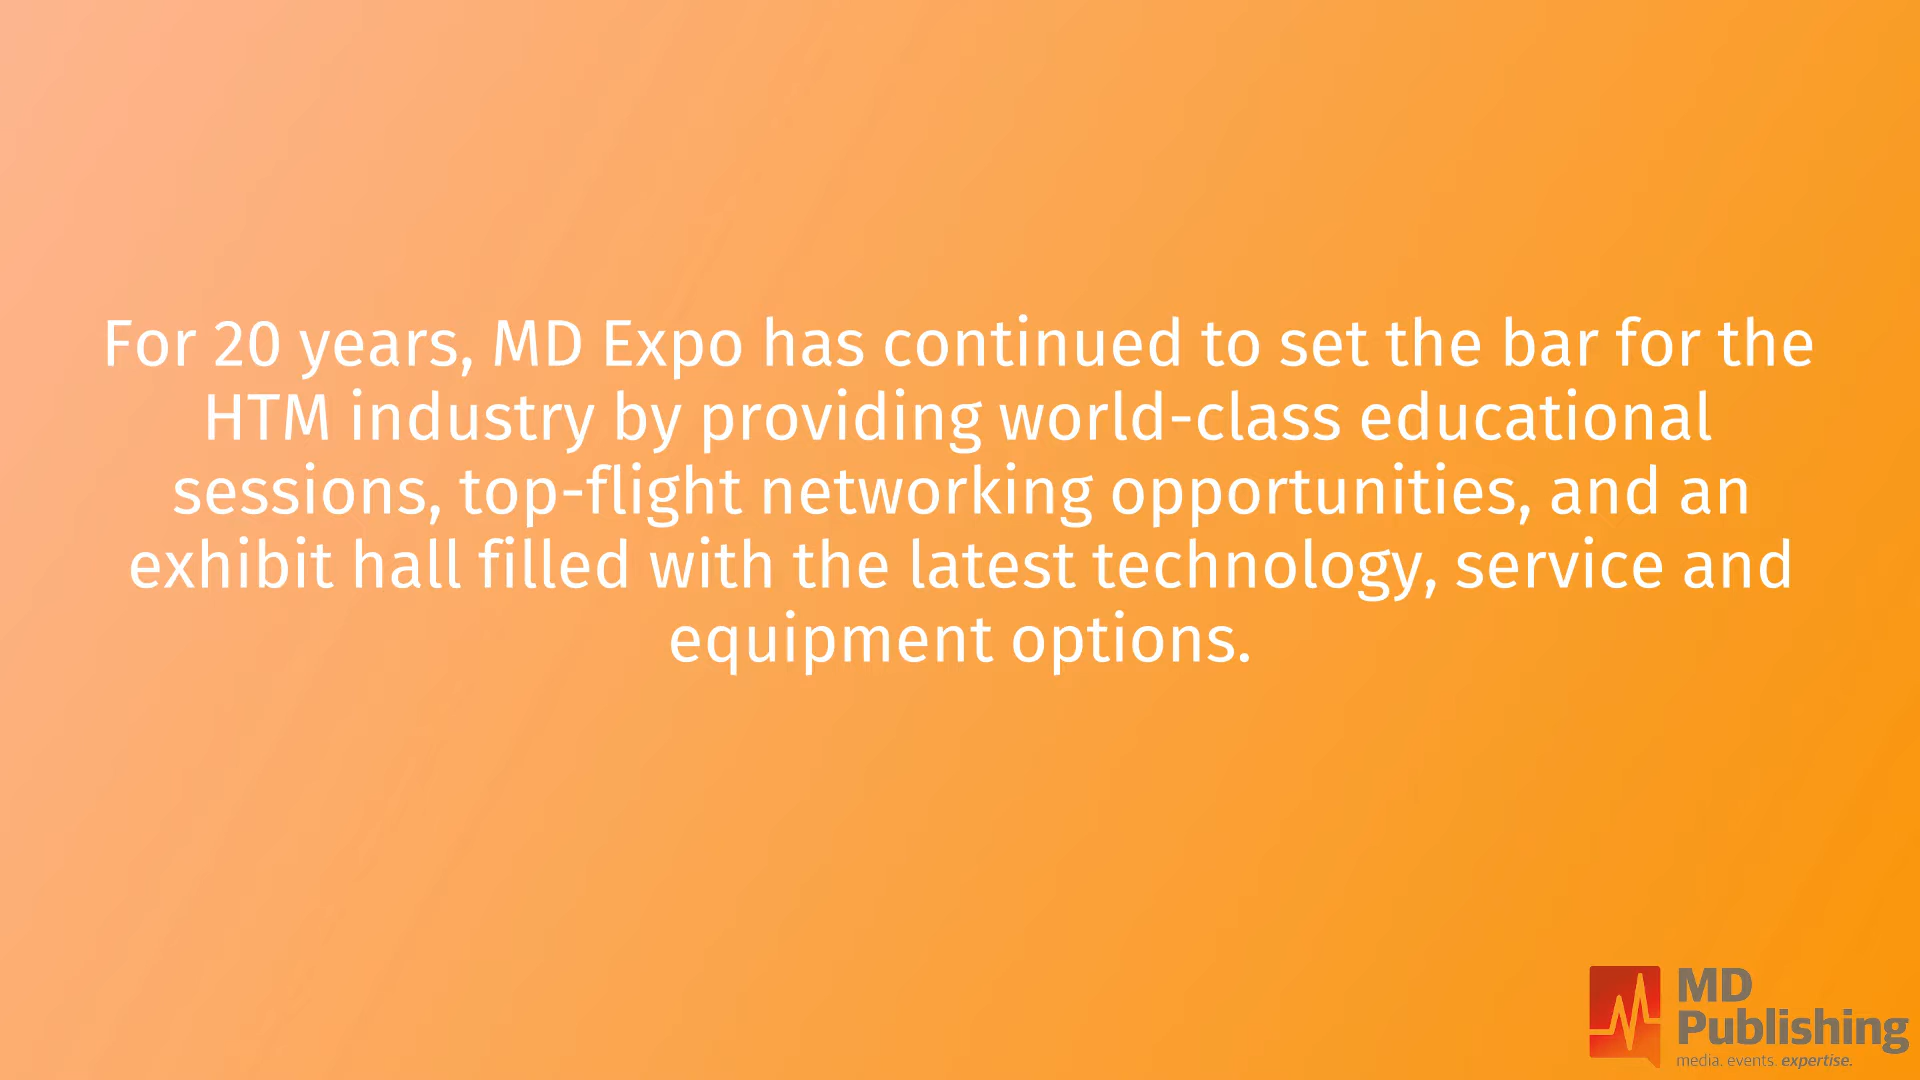 For 20 years, MD Expo has continued to set the bar for the
HTM industry by providing world-class educational
sessions, top-flight networking opportunities, and an
exhibit hall filled with the latest technology, service and
equipment options.
MD
Publishing
media. events. expertise.